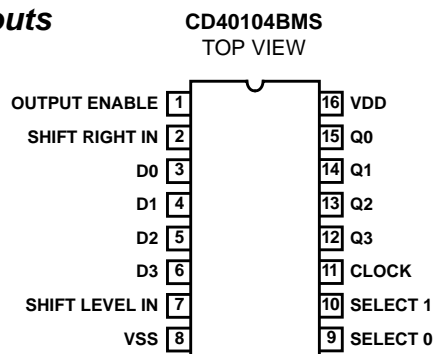 outs
CD40104BMS
TOP VIEW
OUTPUT ENABLE 1 16 VDD
SHIFT RIGHT IN 2 15 Q0
D0 3 14 Q1
D1 4 13 Q2
D2 5 12 Q3
D3 6 11 CLOCK
SHIFT LEVEL IN 7 10 SELECT 1
VSS 8 9 SELECT 0